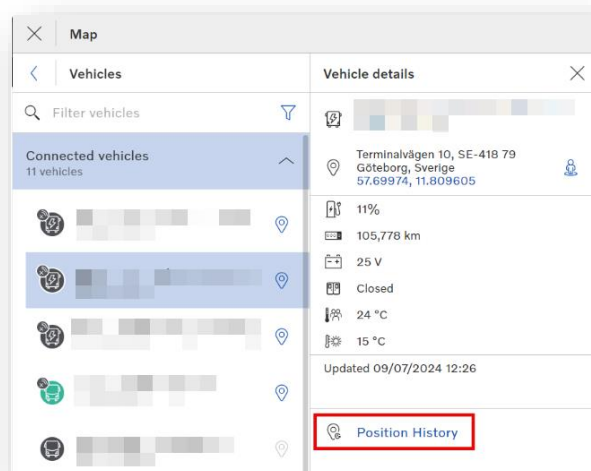 Map
Vehicles
Filter vehicles
Connected vehicles
11 vehicles
Vehicle details
Terminalvägen 10, SE-418 79
Göteborg, Sverige
57.69974, 11.809605
11%
105,778 km
25 V
Closed
24 °C
15 °C
Updated 09/07/2024 12:26
Position History